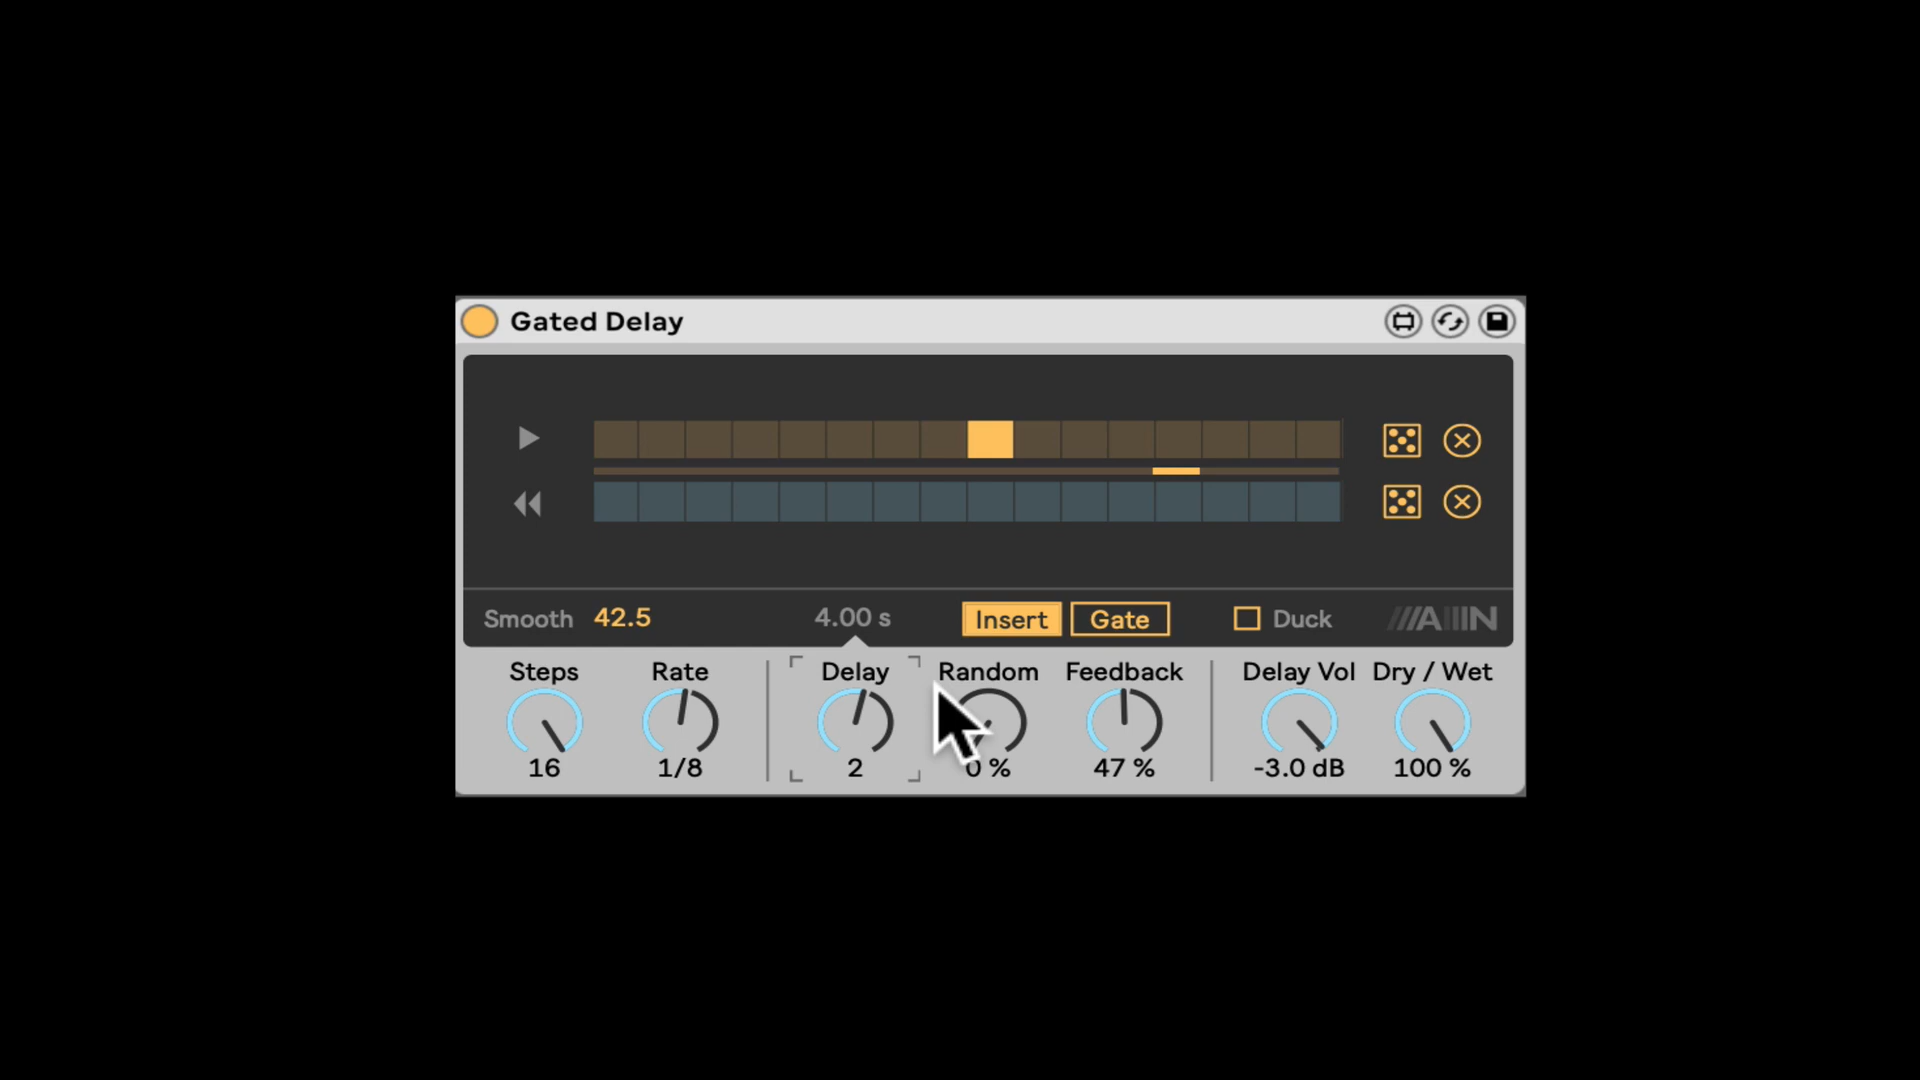 Gated Delay
Smooth 42.5 4.00 s Insert Gate Duck
Steps Rate Delay Random Feedback Delay Vol Dry / Wet
16 1/8 2 0 % 47 % -3.0 dB 100 %